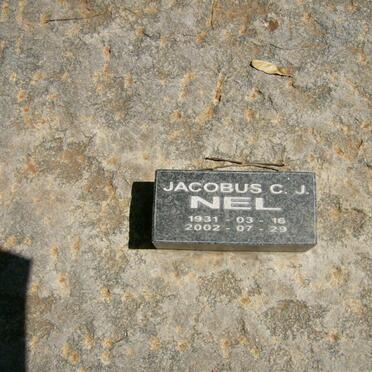 JACOBUS C. J.
NEL
1931 - 03 - 16
2002 - 07 - 29